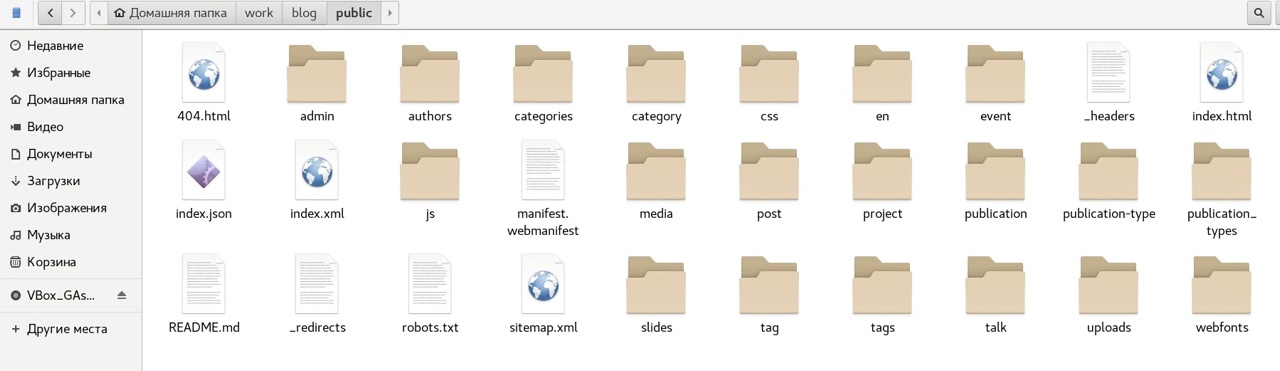 Домашняя папка work blog public
Недавние
Избранные
Домашняя папка
Видео
Документы
Загрузки
Изображения
Музыка
Корзина
VBox_GAs...
Другие места
404.html admin authors categories category css en event _headers index.html
index.json index.xml js manifest. media post project publication publication-type publication_
webmanifest types
README.md _redirects robots.txt sitemap.xml slides tag tags talk uploads webfonts